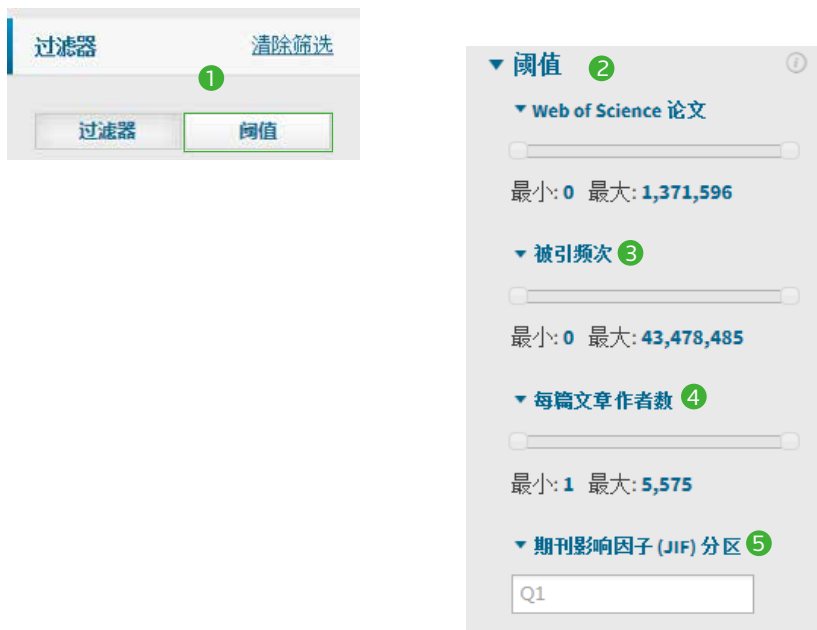 过滤器 清除筛选
1
过滤器 阈值
阈值 2
Web of Science 论文
最小: 0 最大: 1,371,596
被引频次 3
最小: 0 最大: 43,478,485
每篇文章作者数 4
最小: 1 最大: 5,575
期刊影响因子 (JIF) 分区 5
Q1